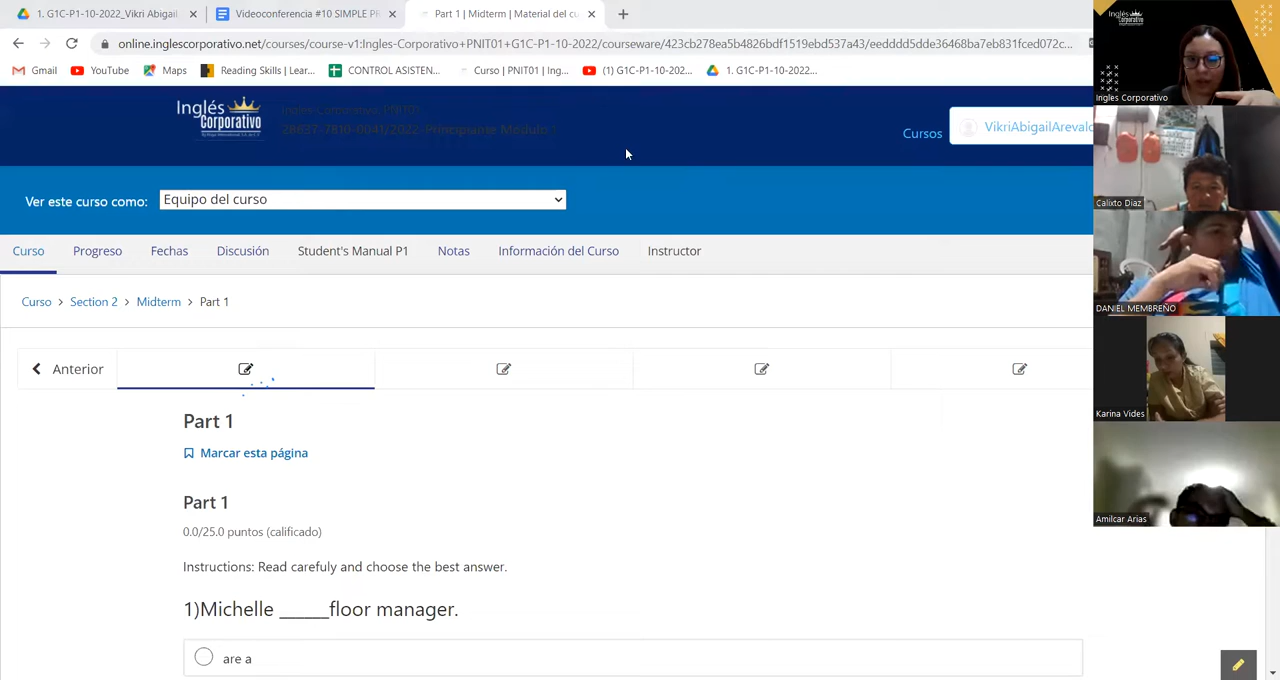 1. G1C-P1-10-2022_Vikri Abigail
Videoconferencia #10 SIMPLE PR
Part 1 | Midterm | Material del cu
online.inglescorporativo.net/courses/course-v1:Ingles-Corporativo+PNIT01+G1C-P1-10-2022/courseware/423cb278ea5b4826bdf1519ebd537a43/eedddd5dde36468ba7eb831fced072c...
Gmail
YouTube
Maps
Reading Skills | Lear...
CONTROL ASISTEN...
Curso | PNIT01 | Ing...
(1) G1C-P1-10-202...
1. G1C-P1-10-2022...
Inglés
Corporativo
Cursos
VikriAbigailArevalo
Ver este curso como:
Equipo del curso
Curso
Progreso
Fechas
Discusión
Student's Manual P1
Notas
Información del Curso
Instructor
Curso > Section 2 > Midterm > Part 1
Anterior
Part 1
Marcar esta página
Part 1
0.0/25.0 puntos (calificado)
Instructions: Read carefuly and choose the best answer.
1)Michelle _____floor manager.
are a
Inglés
Corporativo
Ingles Corporativo
Calixto Diaz
DANIEL MEMBREÑO
Karina Vides
Amilcar Arias